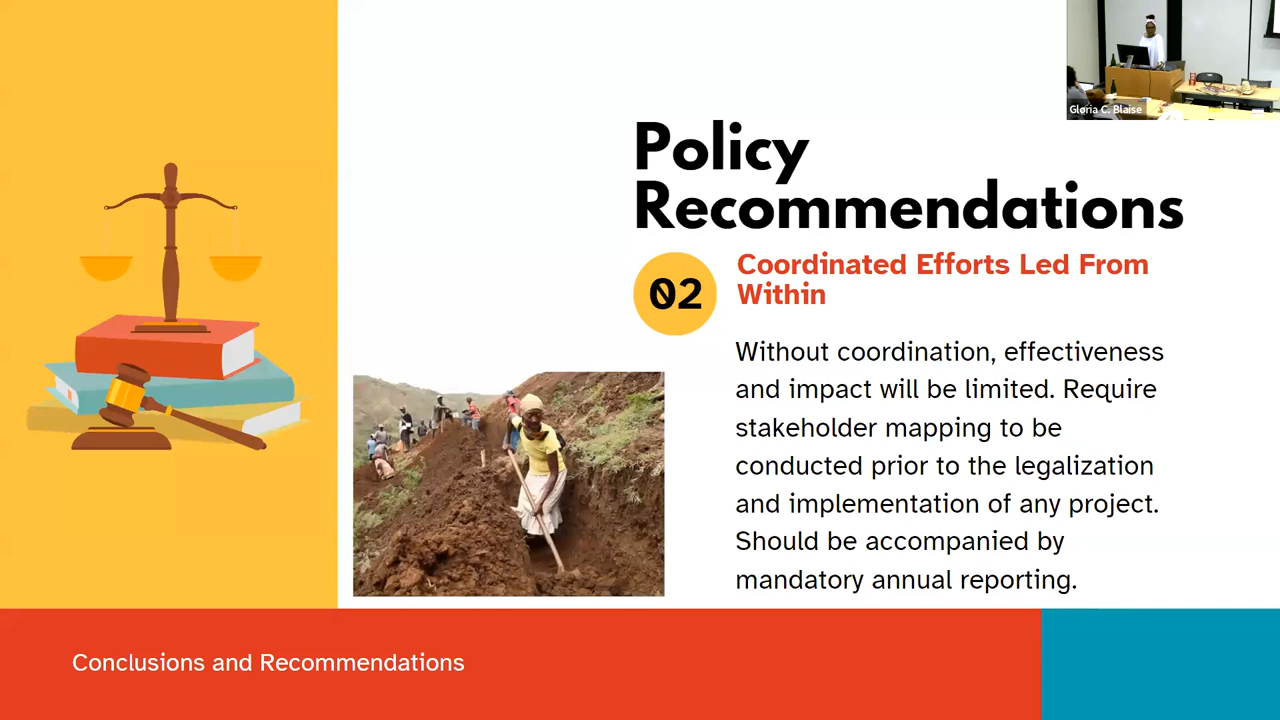 Gloria C. Blaise
Policy
Recommendations
02
Coordinated Efforts Led From
Within
Without coordination, effectiveness
and impact will be limited. Require
stakeholder mapping to be
conducted prior to the legalization
and implementation of any project.
Should be accompanied by
mandatory annual reporting.
Conclusions and Recommendations